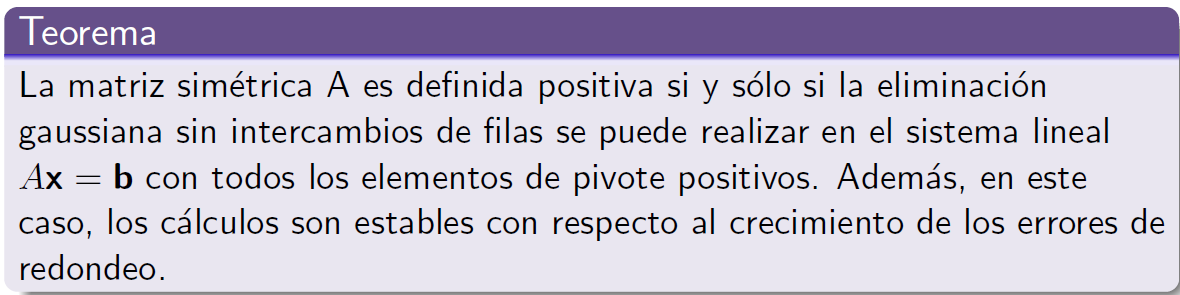 Teorema
La matriz simétrica A es definida positiva si y sólo si la eliminación
gaussiana sin intercambios de filas se puede realizar en el sistema lineal
Ax = b con todos los elementos de pivote positivos. Además, en este
caso, los cálculos son estables con respecto al crecimiento de los errores de
redondeo.